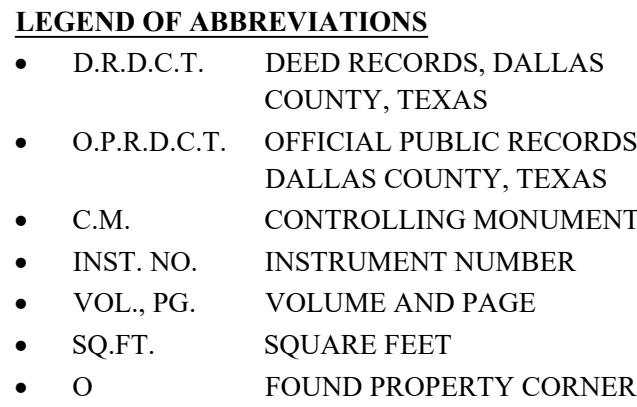 LEGEND OF ABBREVIATIONS
• D.R.D.C.T. DEED RECORDS, DALLAS
COUNTY, TEXAS
• O.P.R.D.C.T. OFFICIAL PUBLIC RECORDS
DALLAS COUNTY, TEXAS
• C.M. CONTROLLING MONUMENT
• INST. NO. INSTRUMENT NUMBER
• VOL., PG. VOLUME AND PAGE
• SQ.FT. SQUARE FEET
• O FOUND PROPERTY CORNER